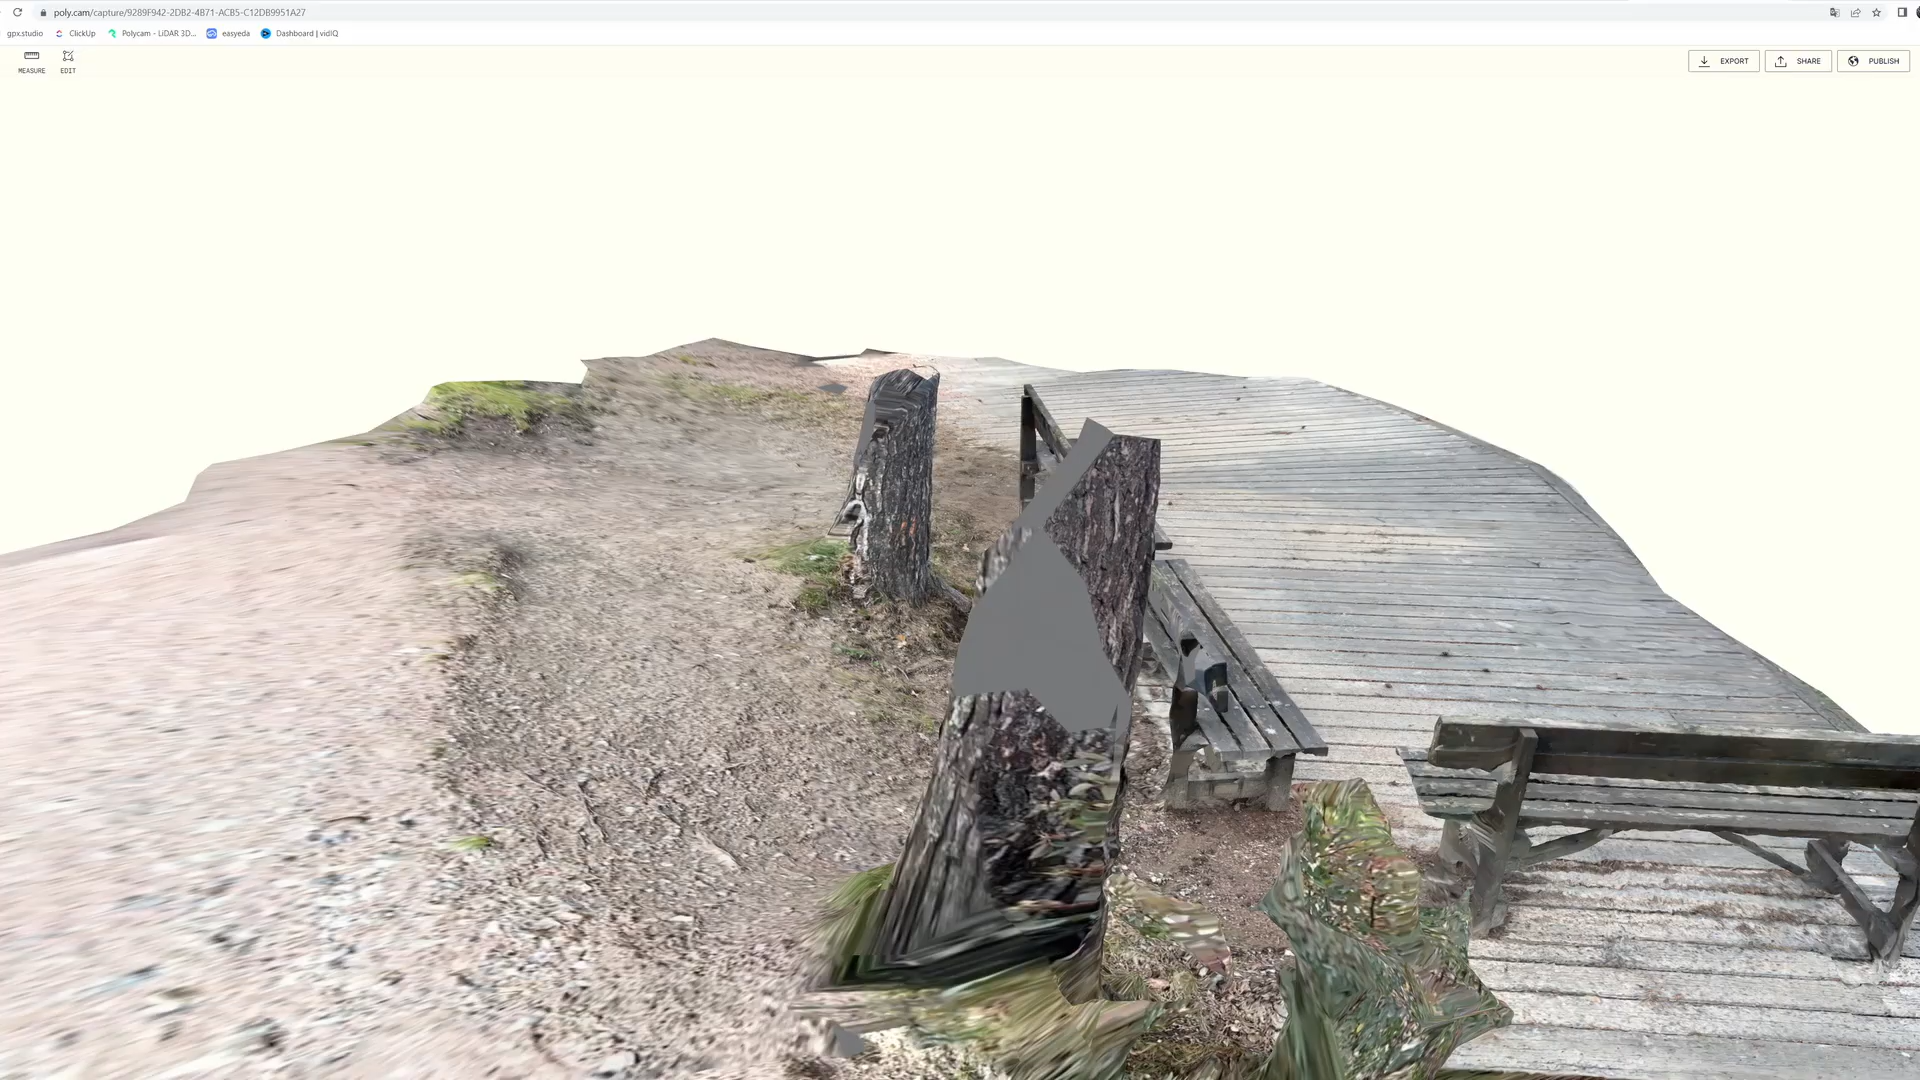 poly.cam/capture/9289F942-2DB2-4B71-ACB5-C12DB9951A27
gpx.studio ClickUp Polycam - LiDAR 3D... easyeda Dashboard | vidIQ
MEASURE EDIT EXPORT SHARE PUBLISH